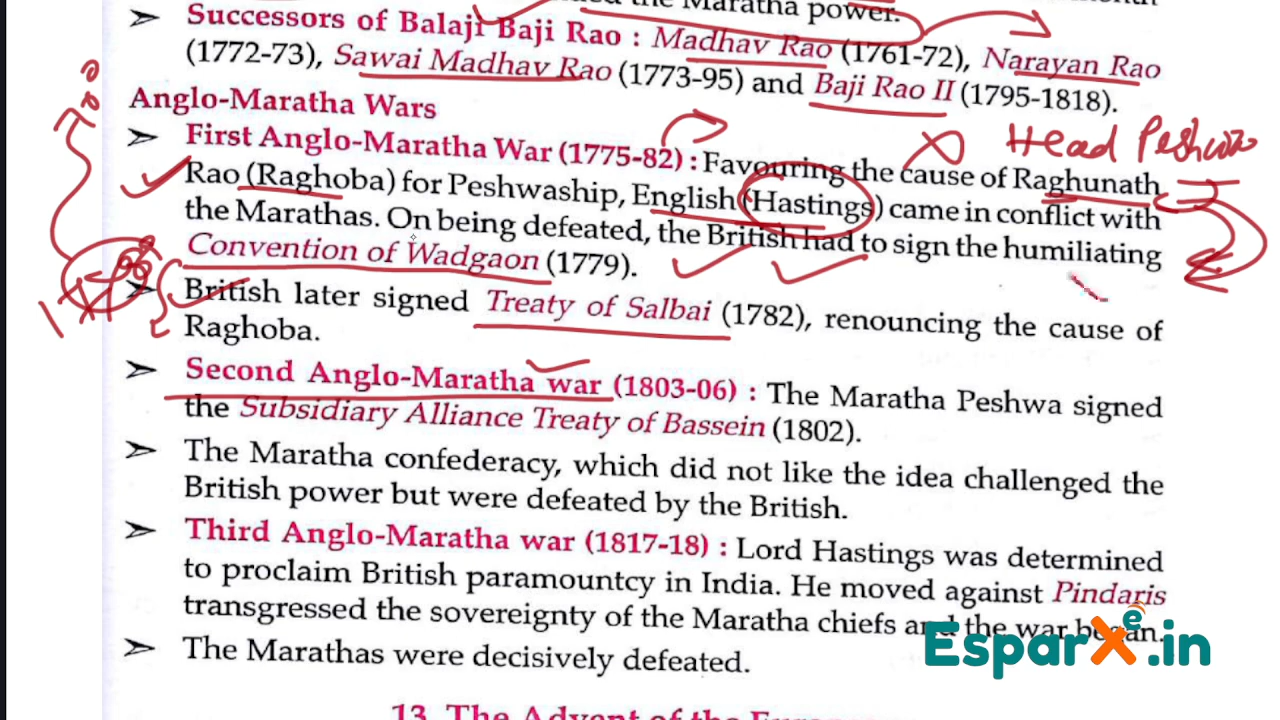 the Maratha power.
➤ Successors of Balaji Baji Rao : Madhav Rao (1761-72), Narayan Rao
(1772-73), Sawai Madhav Rao (1773-95) and Baji Rao II (1795-1818).
Anglo-Maratha Wars
Head Peshwa
➤ First Anglo-Maratha War (1775-82) : Favouring the cause of Raghunath
Rao (Raghoba) for Peshwaship, English (Hastings) came in conflict with
the Marathas. On being defeated, the British had to sign the humiliating
Convention of Wadgaon (1779).
➤ British later signed Treaty of Salbai (1782), renouncing the cause of
Raghoba.
➤ Second Anglo-Maratha war (1803-06) : The Maratha Peshwa signed
the Subsidiary Alliance Treaty of Bassein (1802).
➤ The Maratha confederacy, which did not like the idea challenged the
British power but were defeated by the British.
➤ Third Anglo-Maratha war (1817-18) : Lord Hastings was determined
to proclaim British paramountcy in India. He moved against Pindaris
transgressed the sovereignty of the Maratha chiefs and the war began.
➤ The Marathas were decisively defeated.
EsparXe.in
13. The Advent of the